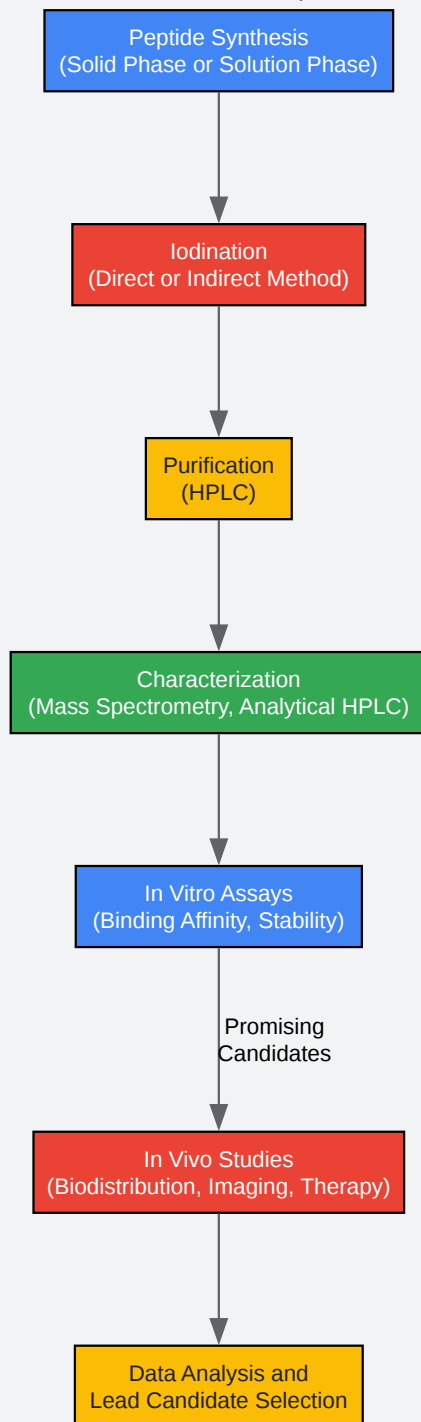 Peptide Synthesis
(Solid Phase or Solution Phase)
Iodination
(Direct or Indirect Method)
Purification
(HPLC)
Characterization
(Mass Spectrometry, Analytical HPLC)
In Vitro Assays
(Binding Affinity, Stability)
Promising
Candidates
In Vivo Studies
(Biodistribution, Imaging, Therapy)
Data Analysis and
Lead Candidate Selection